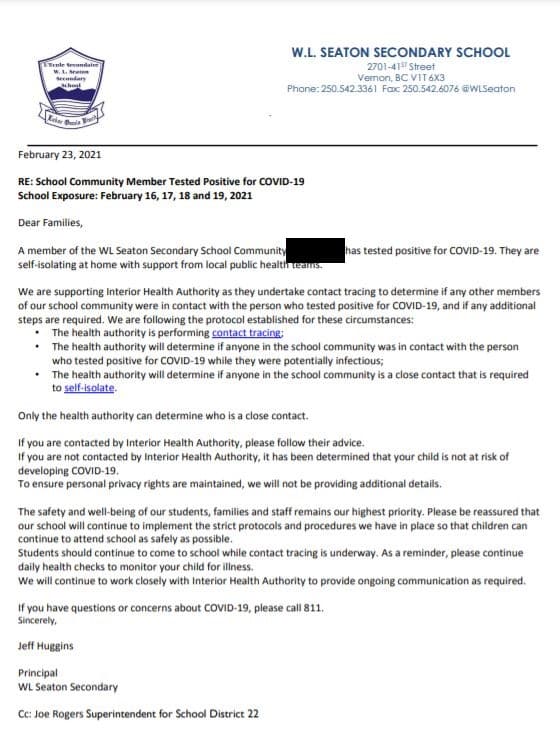 L'Ecole Secondaire
W. L. Seaton
Secondary
School
W.L. SEATON SECONDARY SCHOOL
2701-41ST Street
Vernon, BC V1T 6X3
Phone: 250.542.3361 Fax: 250.542.6076 @WLSeaton
February 23, 2021
RE: School Community Member Tested Positive for COVID-19
School Exposure: February 16, 17, 18 and 19, 2021
Dear Families,
A member of the WL Seaton Secondary School Community has tested positive for COVID-19. They are
self-isolating at home with support from local public health teams.
We are supporting Interior Health Authority as they undertake contact tracing to determine if any other members
of our school community were in contact with the person who tested positive for COVID-19, and if any additional
steps are required. We are following the protocol established for these circumstances:
• The health authority is performing contact tracing;
• The health authority will determine if anyone in the school community was in contact with the person
who tested positive for COVID-19 while they were potentially infectious;
• The health authority will determine if anyone in the school community is a close contact that is required
to self-isolate.
Only the health authority can determine who is a close contact.
If you are contacted by Interior Health Authority, please follow their advice.
If you are not contacted by Interior Health Authority, it has been determined that your child is not at risk of
developing COVID-19.
To ensure personal privacy rights are maintained, we will not be providing additional details.
The safety and well-being of our students, families and staff remains our highest priority. Please be reassured that
our school will continue to implement the strict protocols and procedures we have in place so that children can
continue to attend school as safely as possible.
Students should continue to come to school while contact tracing is underway. As a reminder, please continue
daily health checks to monitor your child for illness.
We will continue to work closely with Interior Health Authority to provide ongoing communication as required.
If you have questions or concerns about COVID-19, please call 811.
Sincerely,
Jeff Huggins
Principal
WL Seaton Secondary
Cc: Joe Rogers Superintendent for School District 22